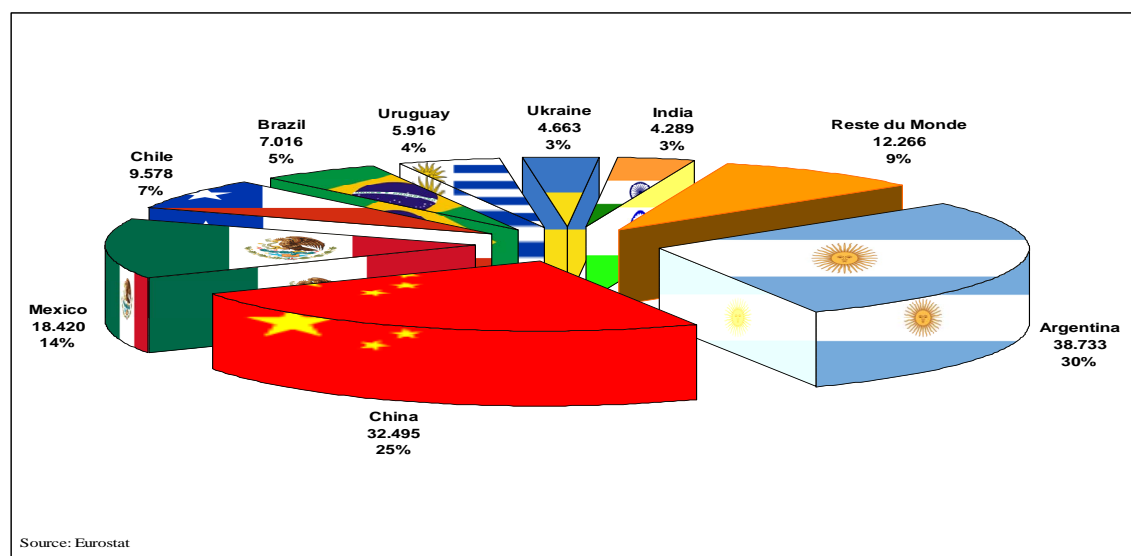 Ukraine
4.663
3%
India
4.289
3%
Uruguay
5.916
4%
Brazil
7.016
5%
Reste du Monde
12.266
9%
Chile
9.578
7%
Mexico
18.420
14%
Argentina
38.733
30%
China
32.495
25%
Source: Eurostat